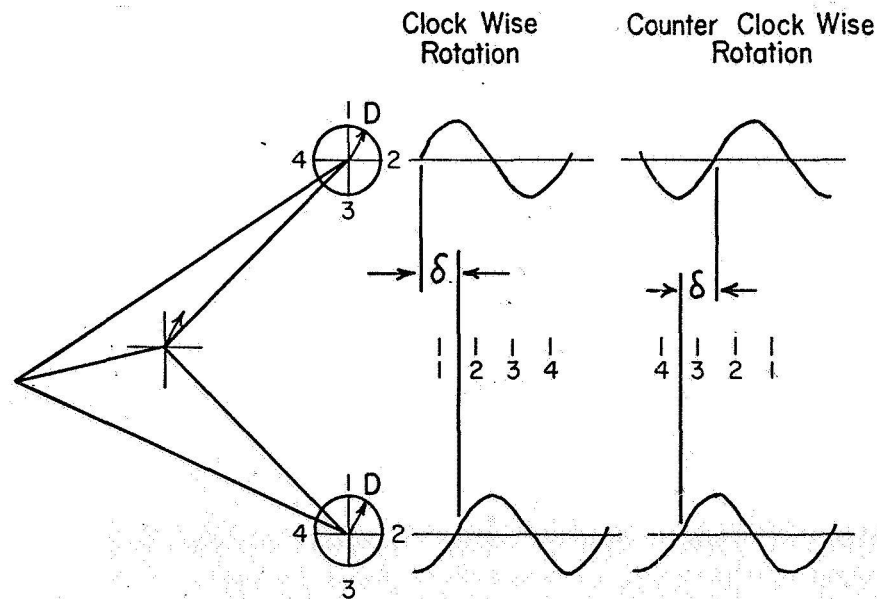 Clock Wise
Rotation
Counter Clock Wise
Rotation
1 D
4 2
3
δ
δ
1 2 3 4
4 3 2 1
1 D
4 2
3